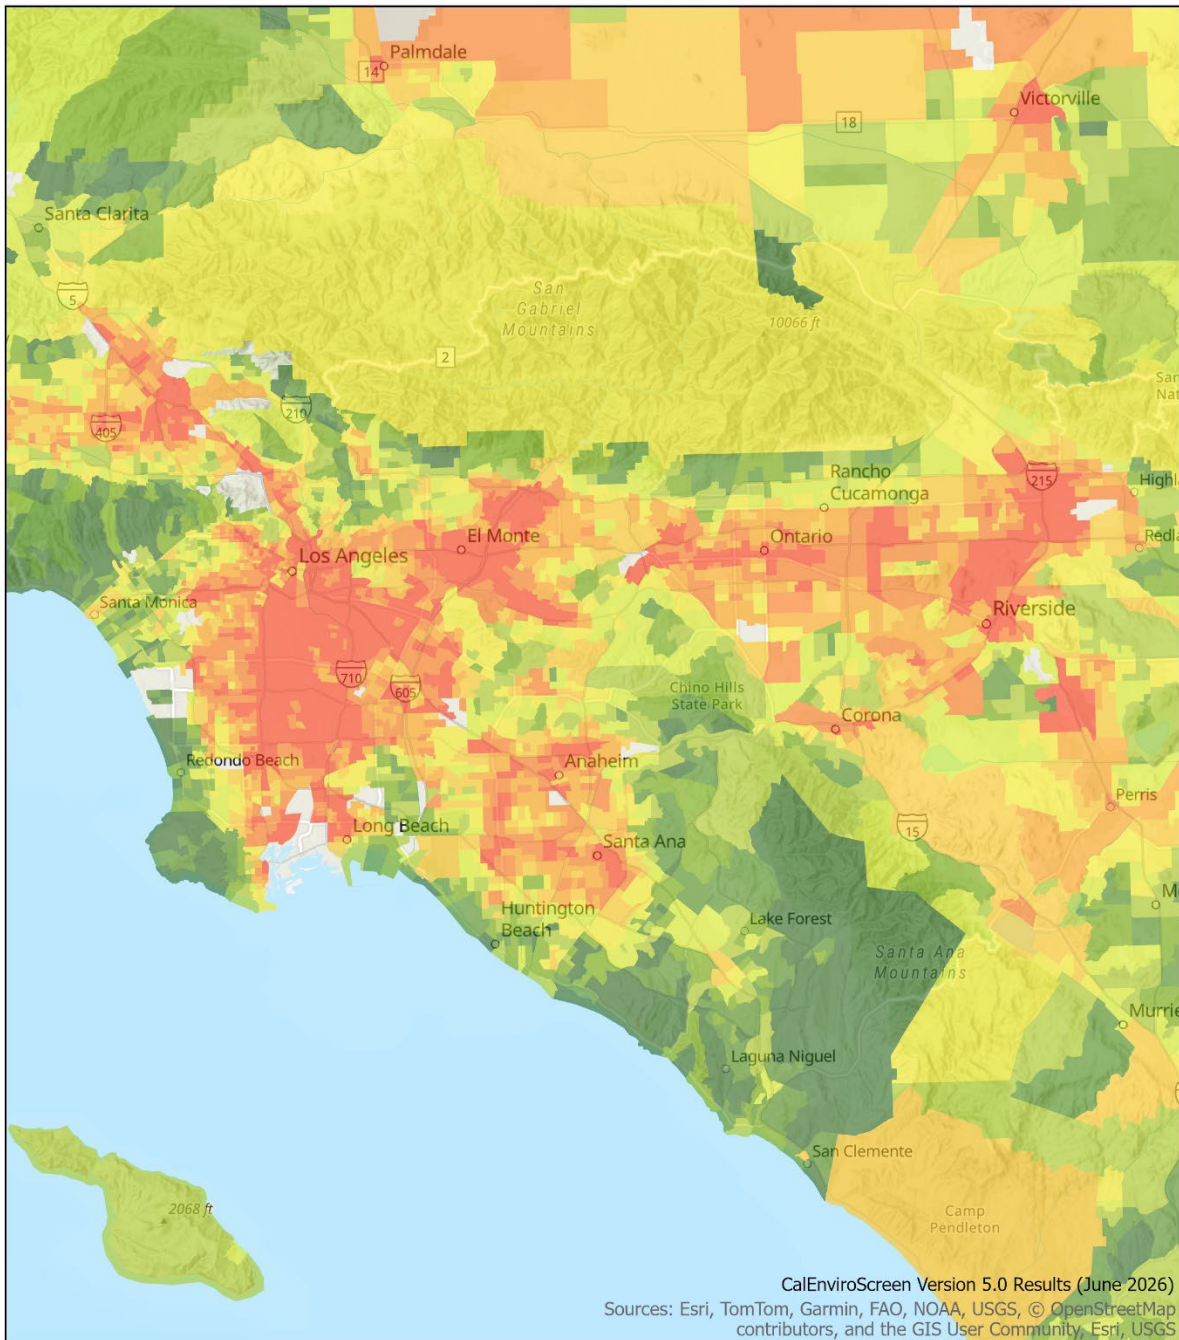 Palmdale
14
Victorville
18
Santa Clarita
5
San
Gabriel
Mountains
10066 ft
2
210
405
Rancho
Cucamonga
215
El Monte
Ontario
Los Angeles
Santa Monica
Riverside
710
605
Chino Hills
State Park
Corona
Redondo Beach
Anaheim
Perris
Long Beach
15
Santa Ana
Huntington
Beach
Lake Forest
Santa Ana
Mountains
Laguna Niguel
San Clemente
2068 ft
Camp
Pendleton
CalEnviroScreen Version 5.0 Results (June 2026)
Sources: Esri, TomTom, Garmin, FAO, NOAA, USGS, © OpenStreetMap
contributors, and the GIS User Community, Esri, USGS